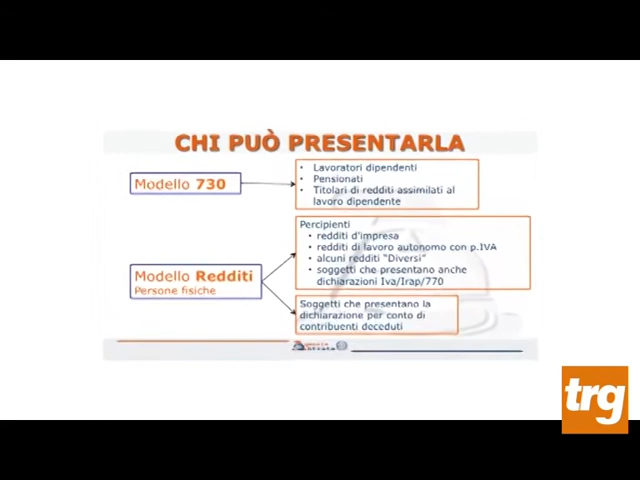 CHI PUÒ PRESENTARLA
Modello 730
• Lavoratori dipendenti
• Pensionati
• Titolari di redditi assimilati al
lavoro dipendente
Modello Redditi
Persone fisiche
Percipienti
• redditi d'impresa
• redditi di lavoro autonomo con p.IVA
• alcuni redditi "Diversi"
• soggetti che presentano anche
dichiarazioni Iva/Irap/770
Soggetti che presentano la
dichiarazione per conto di
contribuenti deceduti
trg